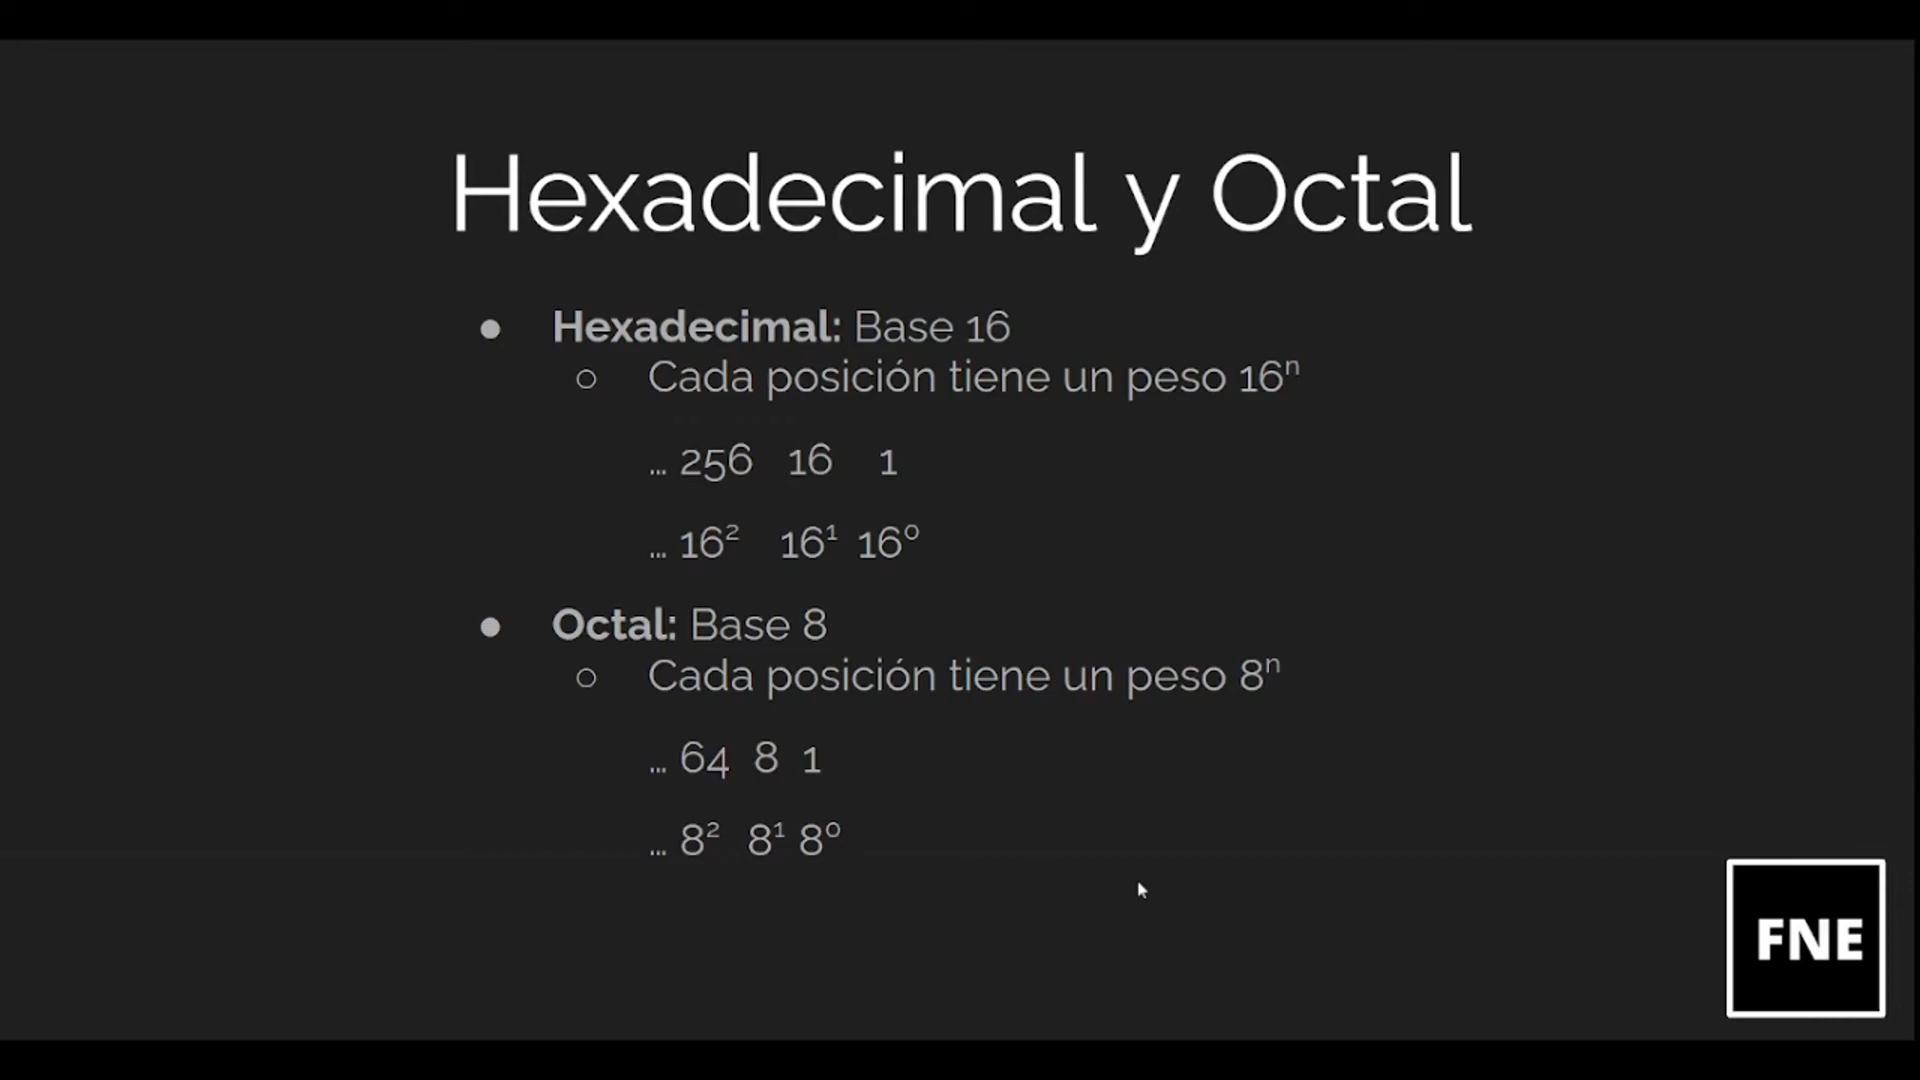 Hexadecimal y Octal
● Hexadecimal: Base 16
○ Cada posición tiene un peso 16ⁿ
... 256 16 1
... 16² 16¹ 16⁰
● Octal: Base 8
○ Cada posición tiene un peso 8ⁿ
... 64 8 1
... 8² 8¹ 8⁰
FNE